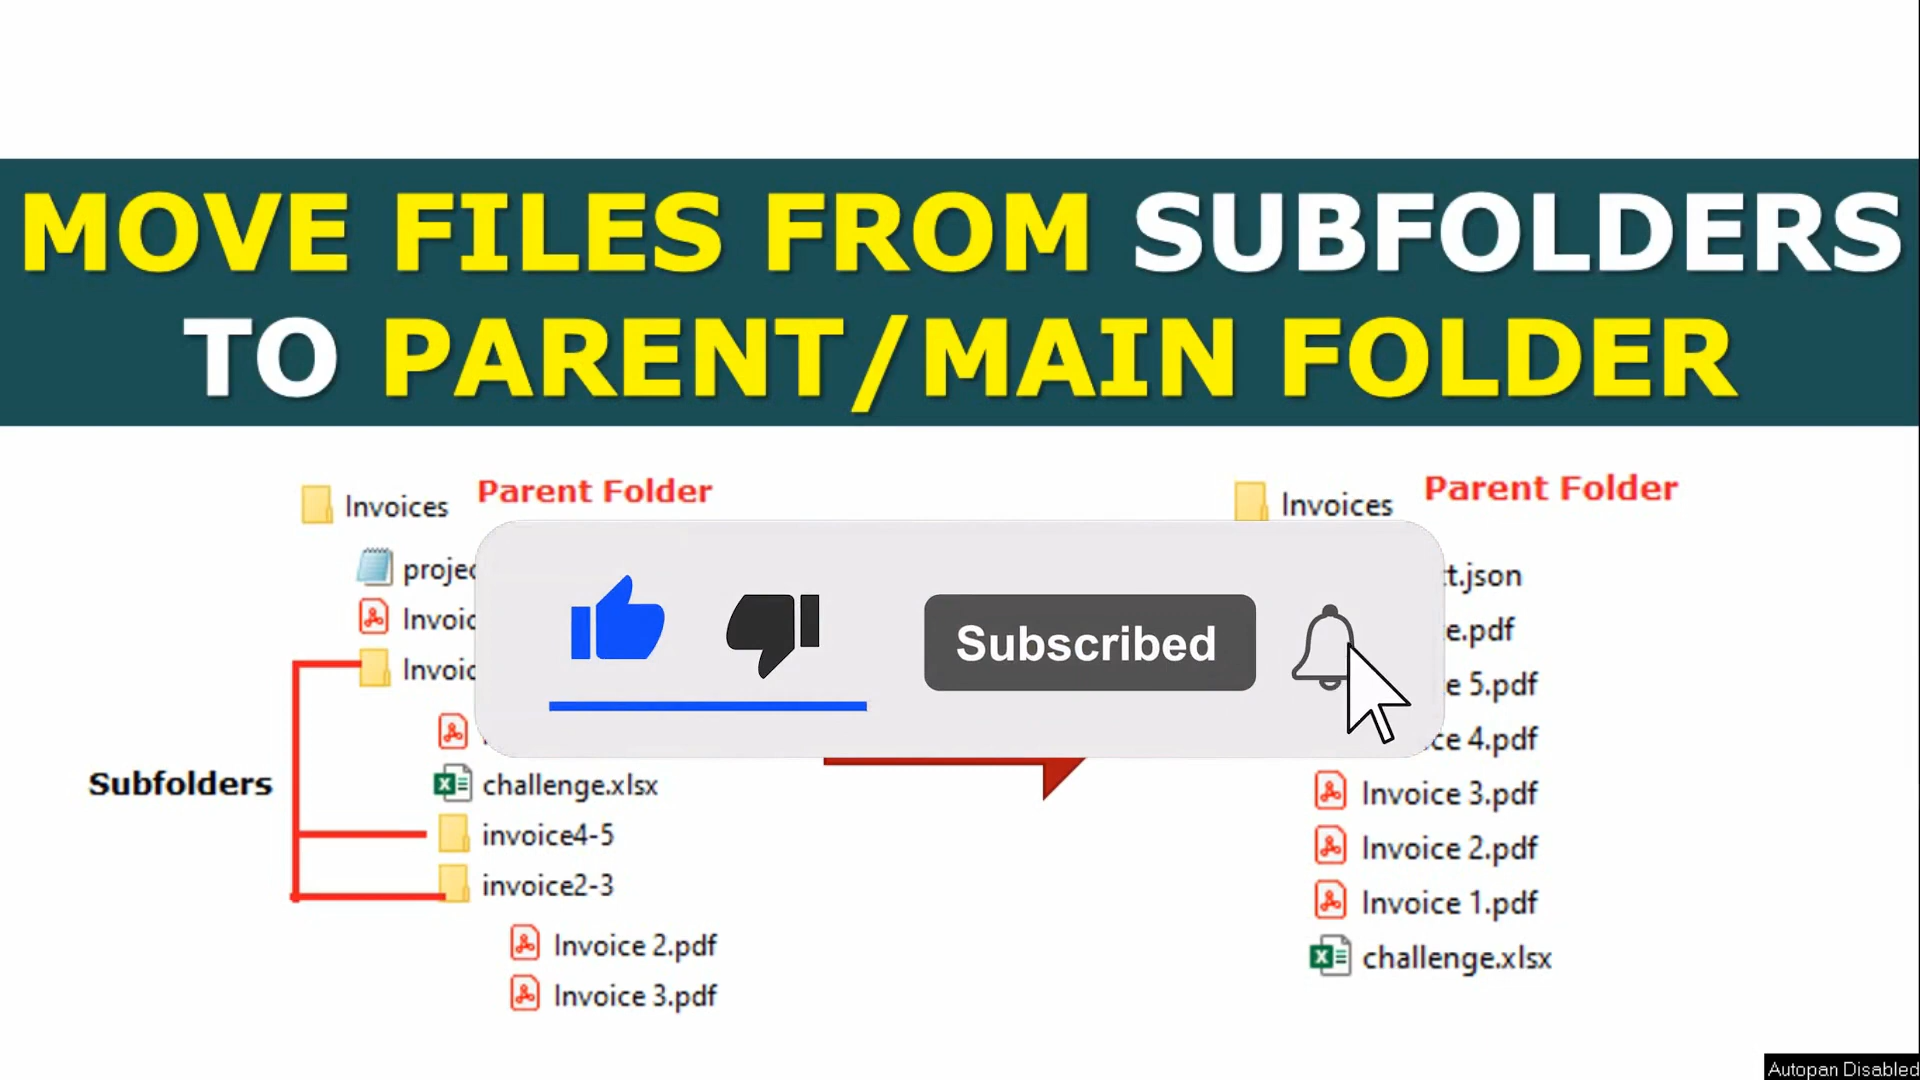 MOVE FILES FROM SUBFOLDERS
TO PARENT/MAIN FOLDER
Invoices
Parent Folder
Subfolders
challenge.xlsx
invoice4-5
invoice2-3
Invoice 2.pdf
Invoice 3.pdf
Subscribed
Invoices
Parent Folder
t.json
e.pdf
e 5.pdf
ce 4.pdf
Invoice 3.pdf
Invoice 2.pdf
Invoice 1.pdf
challenge.xlsx
Autopan Disabled